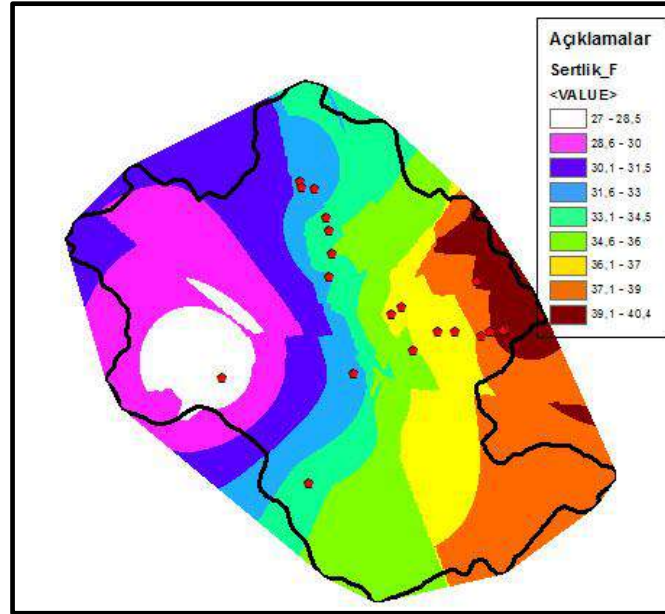 Açıklamalar
Sertlik_F
<VALUE>
27 - 28,5
28,6 - 30
30,1 - 31,5
31,6 - 33
33,1 - 34,5
34,6 - 36
36,1 - 37
37,1 - 39
39,1 - 40,4